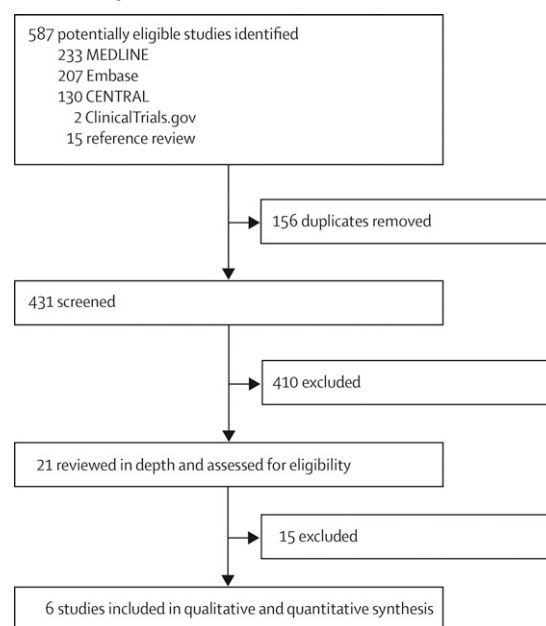 587 potentially eligible studies identified
233 MEDLINE
207 Embase
130 CENTRAL
2 ClinicalTrials.gov
15 reference review
156 duplicates removed
431 screened
410 excluded
21 reviewed in depth and assessed for eligibility
15 excluded
6 studies included in qualitative and quantitative synthesis